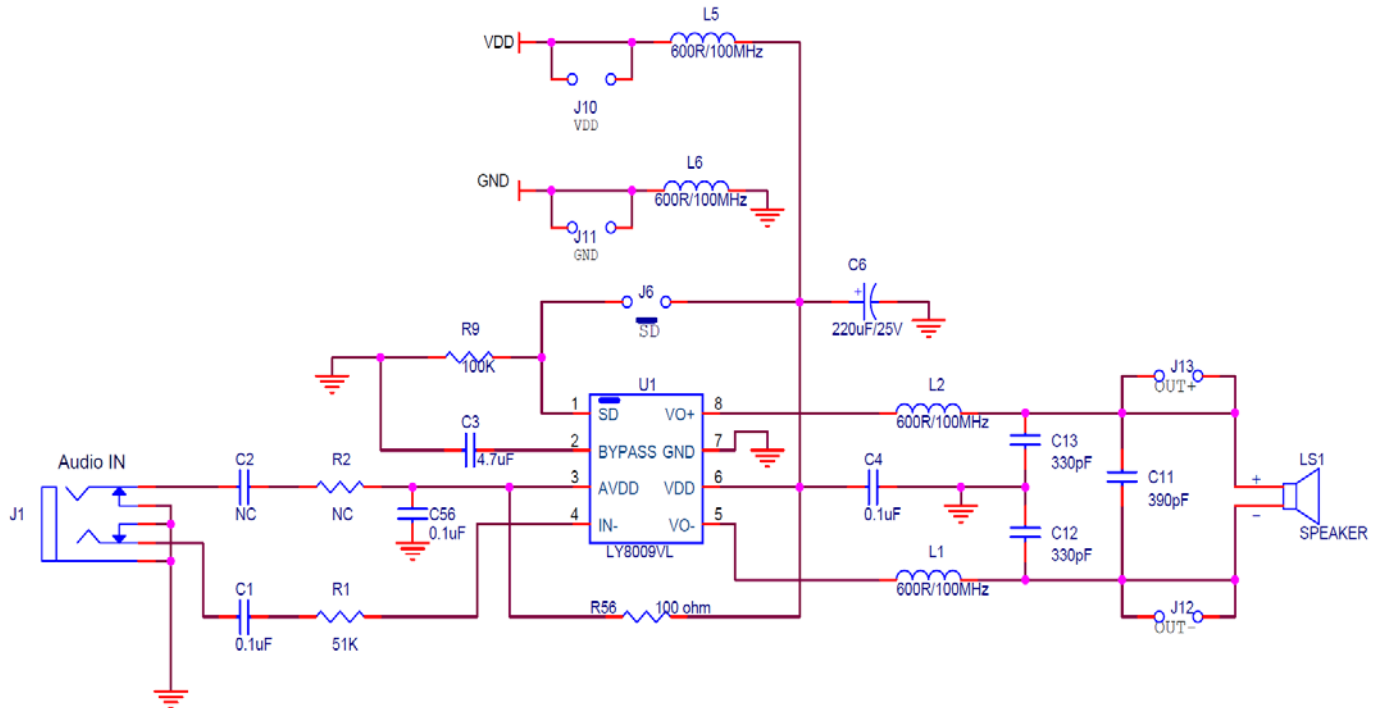 L5
VDD
600R/100MHz
J10
VDD
L6
GND
600R/100MHz
J11
GND
C6
J6
SD
220uF/25V
R9
100K
U1
L2
J13
OUT+
1 SD VO+ 8
600R/100MHz
C3
4.7uF
2 BYPASS GND 7
C13
330pF
Audio IN
C2
R2
C4
C11
390pF
LS1
3 AVDD VDD 6
+
J1
NC
NC
C56
0.1uF
0.1uF
4 IN- VO- 5
−
SPEAKER
C12
330pF
LY8009VL
L1
C1
R1
600R/100MHz
R56
100 ohm
J12
OUT-
0.1uF
51K